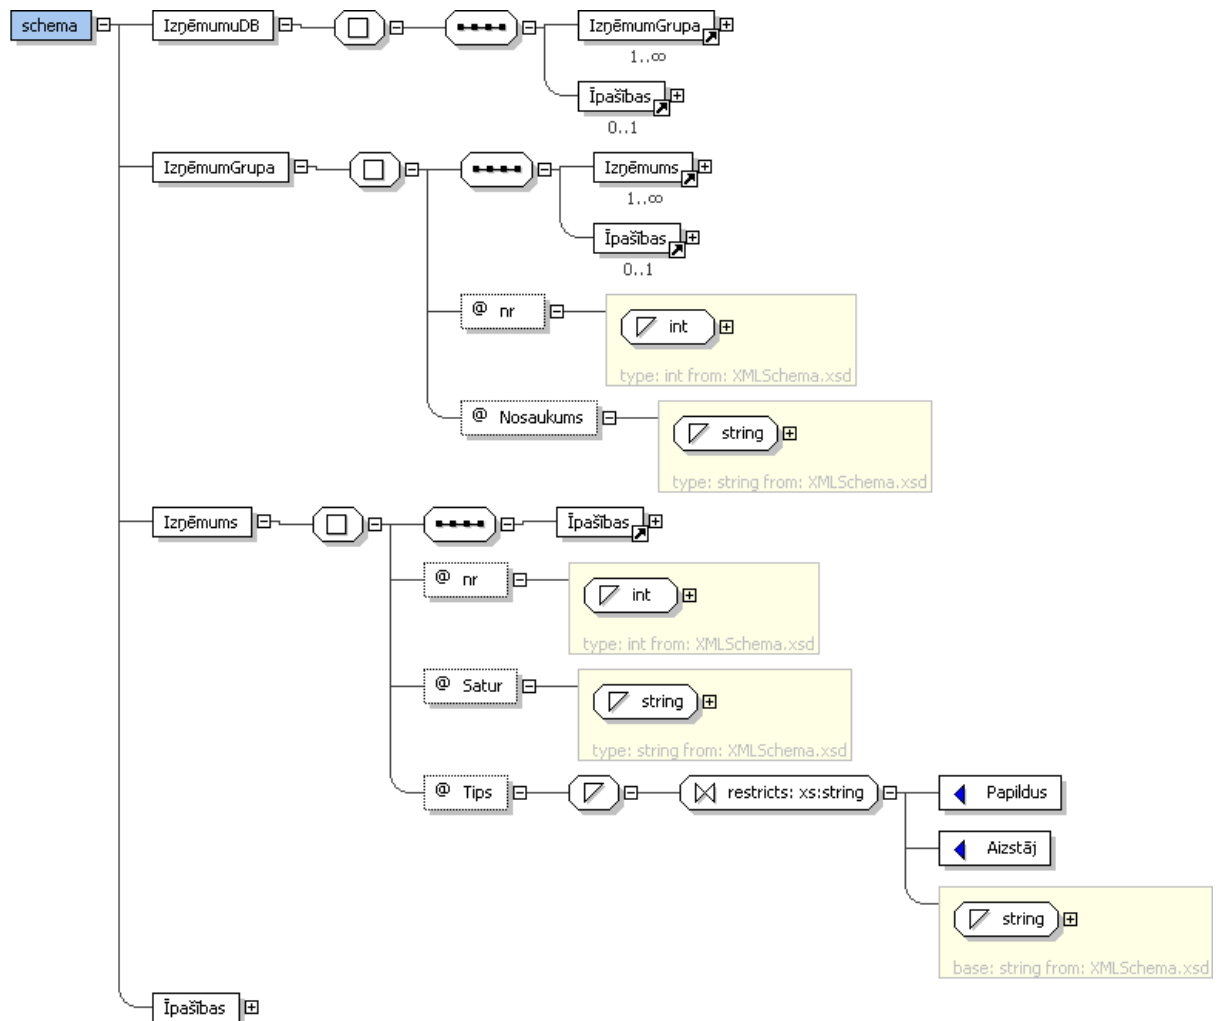 schema
IzņēmumuDB
IzņēmumGrupa
1..∞
Īpašības
0..1
IzņēmumGrupa
Izņēmums
1..∞
Īpašības
0..1
@ nr
int
type: int from: XMLSchema.xsd
@ Nosaukums
string
type: string from: XMLSchema.xsd
Izņēmums
Īpašības
@ nr
int
type: int from: XMLSchema.xsd
@ Satur
string
type: string from: XMLSchema.xsd
@ Tips
restricts: xs:string
Papildus
Aizstāj
string
base: string from: XMLSchema.xsd
Īpašības